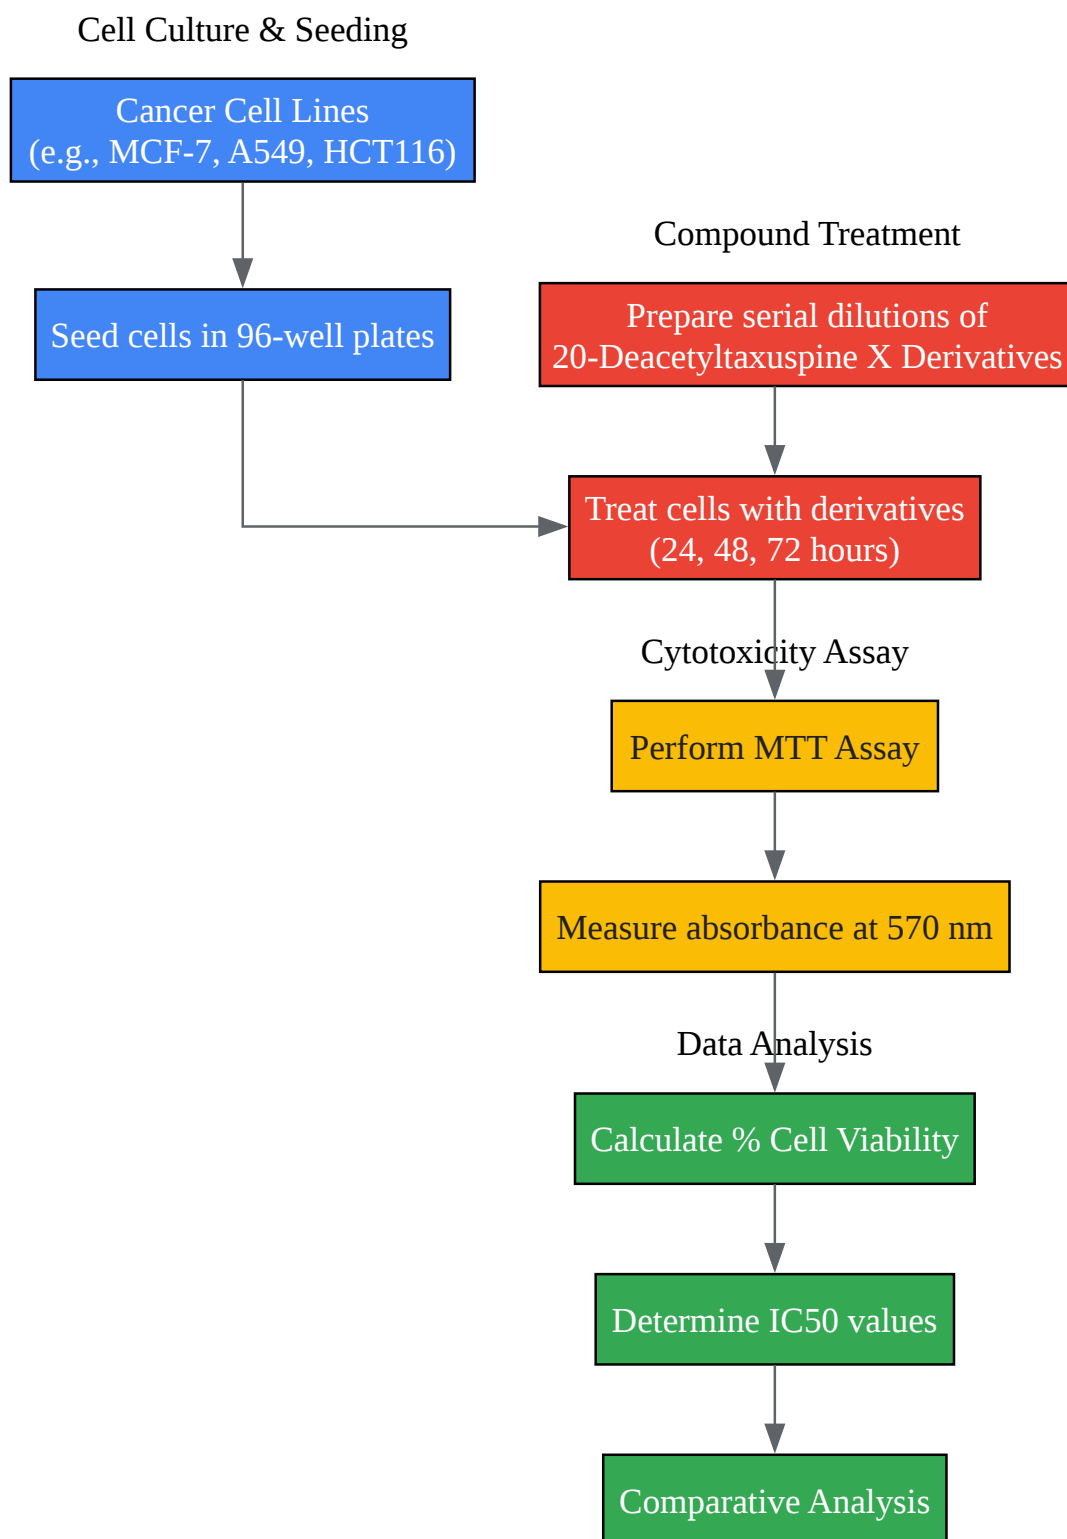 Cell Culture & Seeding
Cancer Cell Lines
(e.g., MCF-7, A549, HCT116)
Seed cells in 96-well plates
Compound Treatment
Prepare serial dilutions of
20-Deacetyltaxuspine X Derivatives
Treat cells with derivatives
(24, 48, 72 hours)
Cytotoxicity Assay
Perform MTT Assay
Measure absorbance at 570 nm
Data Analysis
Calculate % Cell Viability
Determine IC50 values
Comparative Analysis